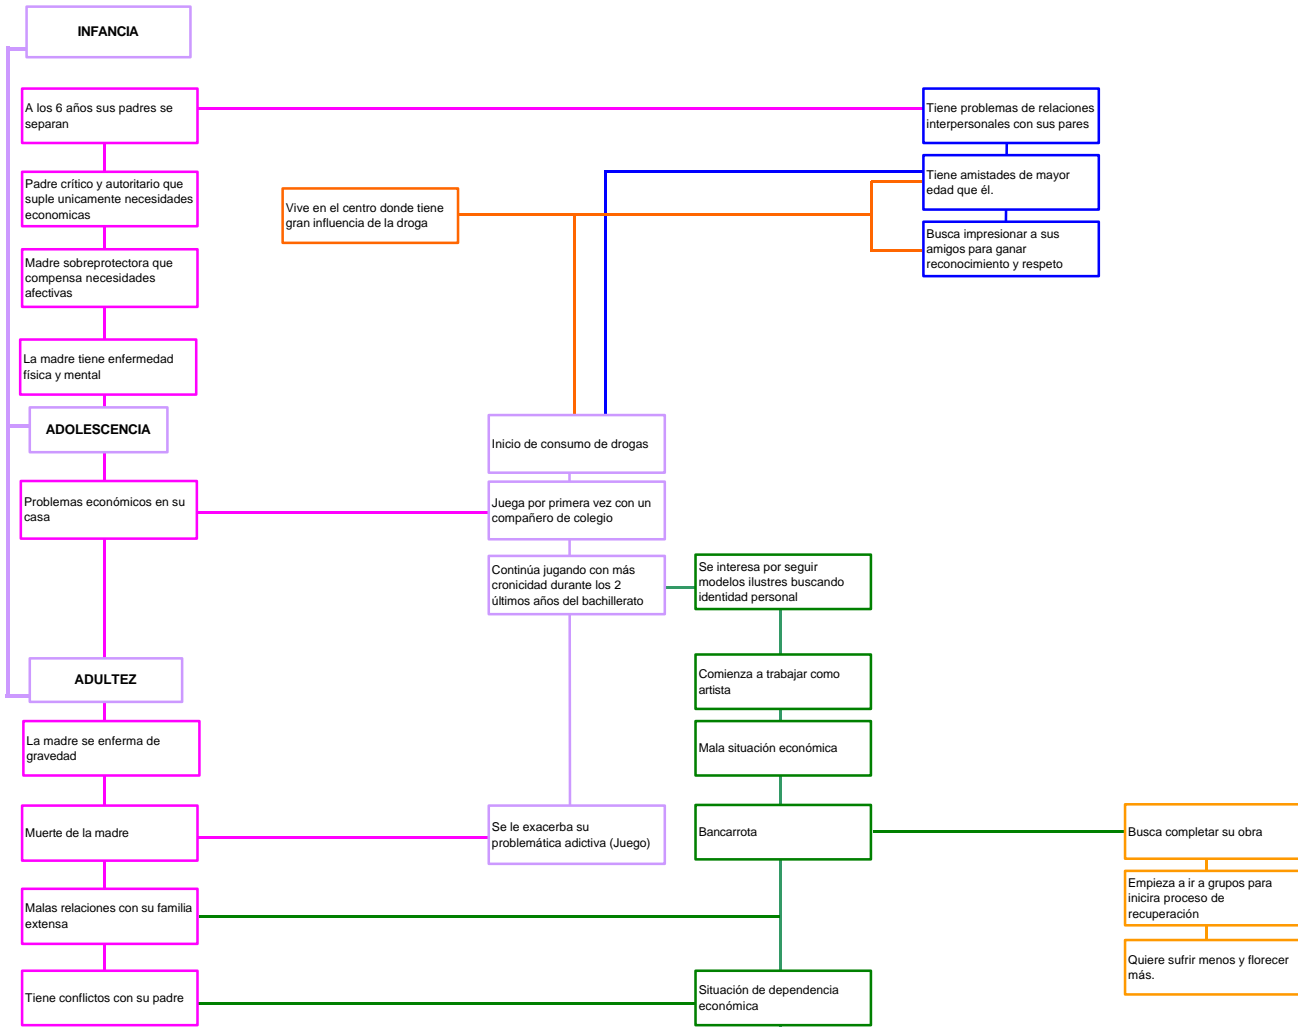 INFANCIA
A los 6 años sus padres se
separan
Tiene problemas de relaciones
interpersonales con sus pares
Padre crítico y autoritario que
suple unicamente necesidades
economicas
Vive en el centro donde tiene
gran influencia de la droga
Tiene amistades de mayor
edad que él.
Busca impresionar a sus
amigos para ganar
reconocimiento y respeto
Madre sobreprotectora que
compensa necesidades
afectivas
La madre tiene enfermedad
física y mental
ADOLESCENCIA
Inicio de consumo de drogas
Problemas económicos en su
casa
Juega por primera vez con un
compañero de colegio
Continúa jugando con más
cronicidad durante los 2
últimos años del bachillerato
Se interesa por seguir
modelos ilustres buscando
identidad personal
ADULTEZ
Comienza a trabajar como
artista
La madre se enferma de
gravedad
Mala situación económica
Muerte de la madre
Se le exacerba su
problemática adictiva (Juego)
Bancarrota
Busca completar su obra
Malas relaciones con su familia
extensa
Empieza a ir a grupos para
inicira proceso de
recuperación
Quiere sufrir menos y florecer
más.
Tiene conflictos con su padre
Situación de dependencia
económica